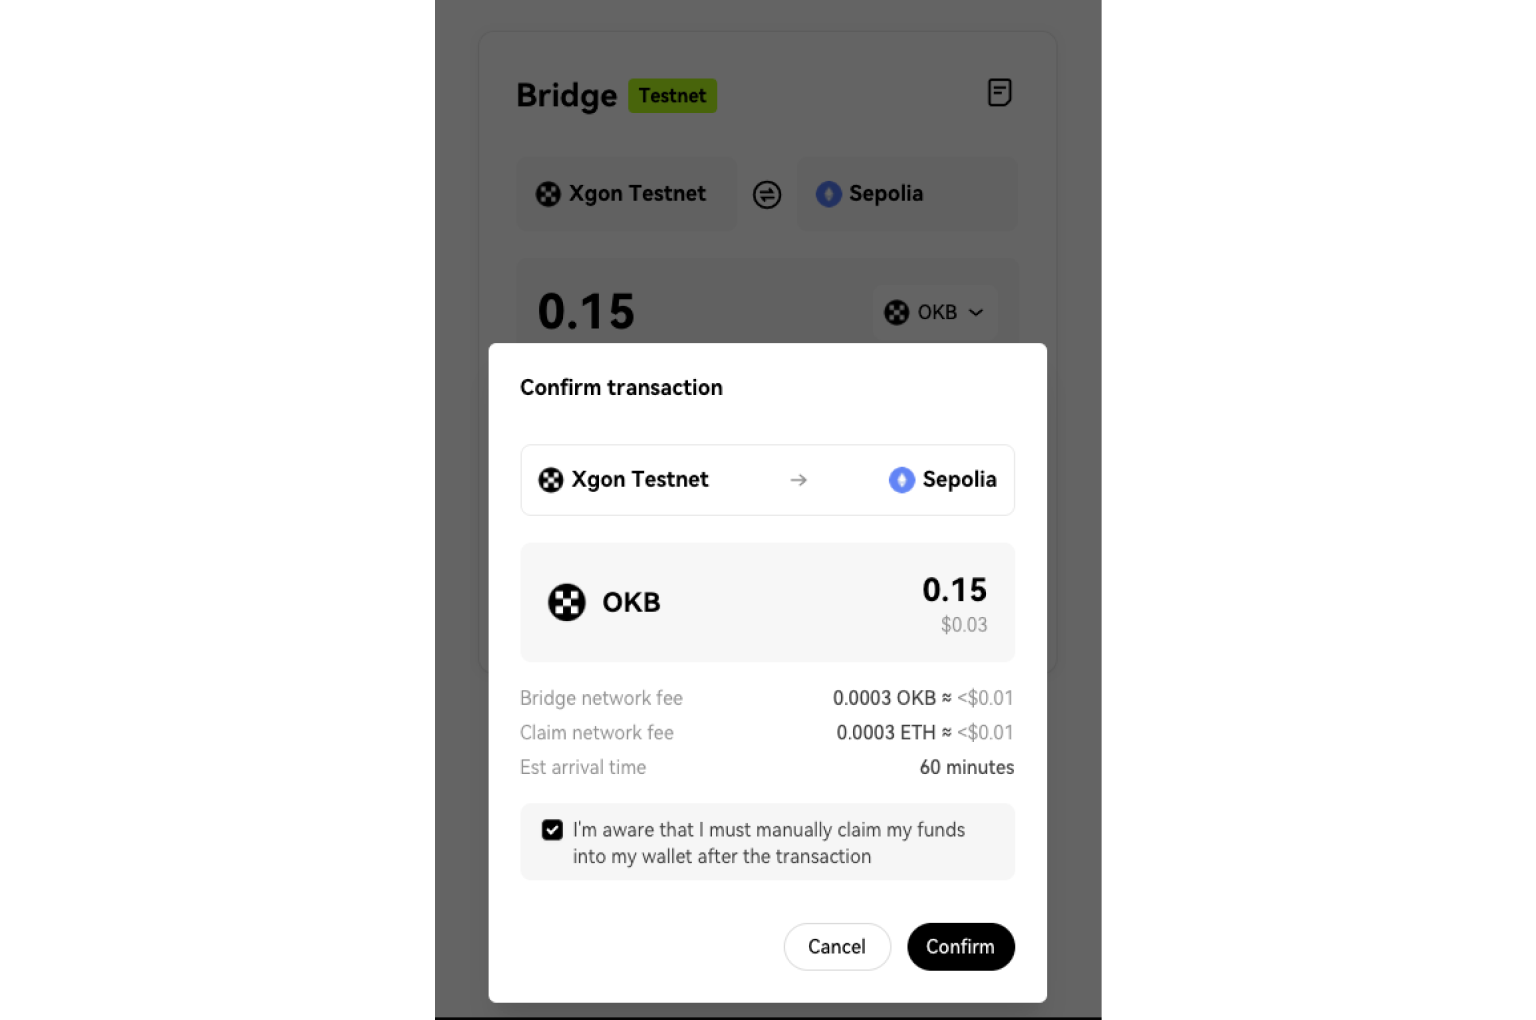 Bridge Testnet
Xgon Testnet Sepolia
0.15 OKB
Confirm transaction
Xgon Testnet → Sepolia
OKB 0.15
$0.03
Bridge network fee 0.0003 OKB ≈ <$0.01
Claim network fee 0.0003 ETH ≈ <$0.01
Est arrival time 60 minutes
I'm aware that I must manually claim my funds
into my wallet after the transaction
Cancel Confirm